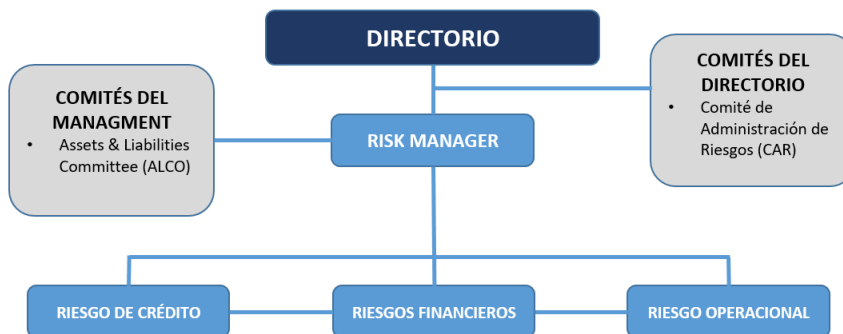 DIRECTORIO
COMITÉS DEL
DIRECTORIO
• Comité de
Administración de
Riesgos (CAR)
COMITÉS DEL
MANAGMENT
• Assets & Liabilities
Committee (ALCO)
RISK MANAGER
RIESGO DE CRÉDITO
RIESGOS FINANCIEROS
RIESGO OPERACIONAL